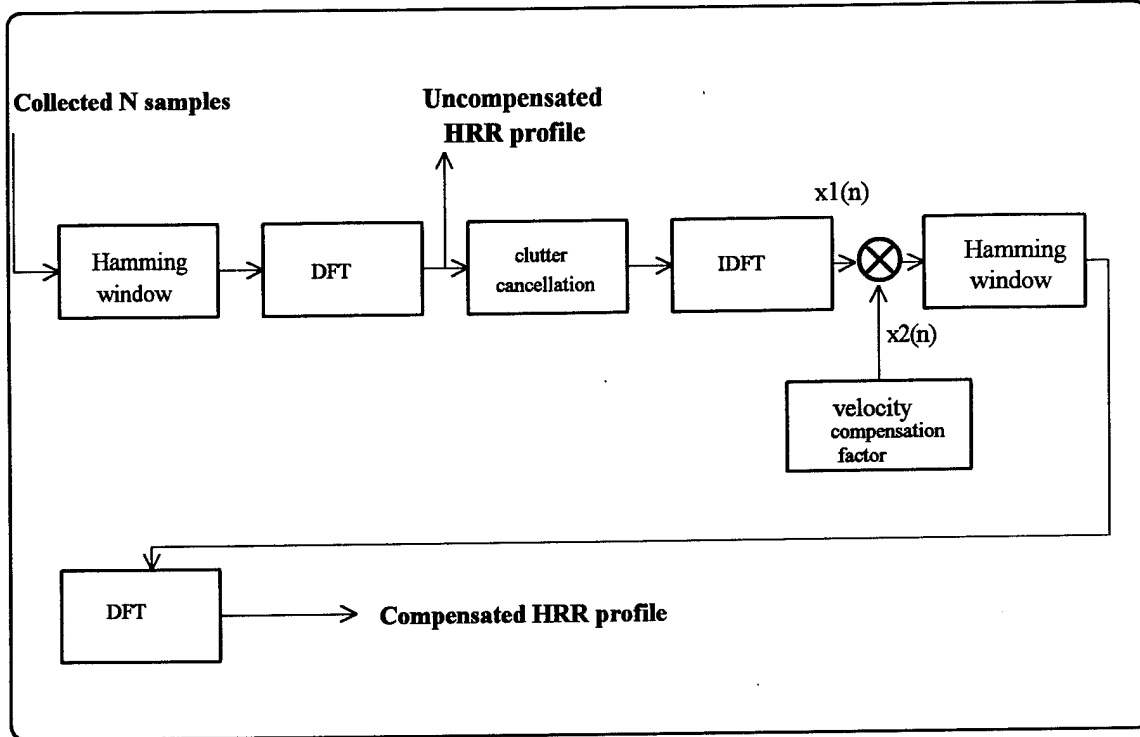 Collected N samples
Uncompensated
HRR profile
x1(n)
Hamming
window
DFT
clutter
cancellation
IDFT
Hamming
window
x2(n)
velocity
compensation
factor
DFT
Compensated HRR profile